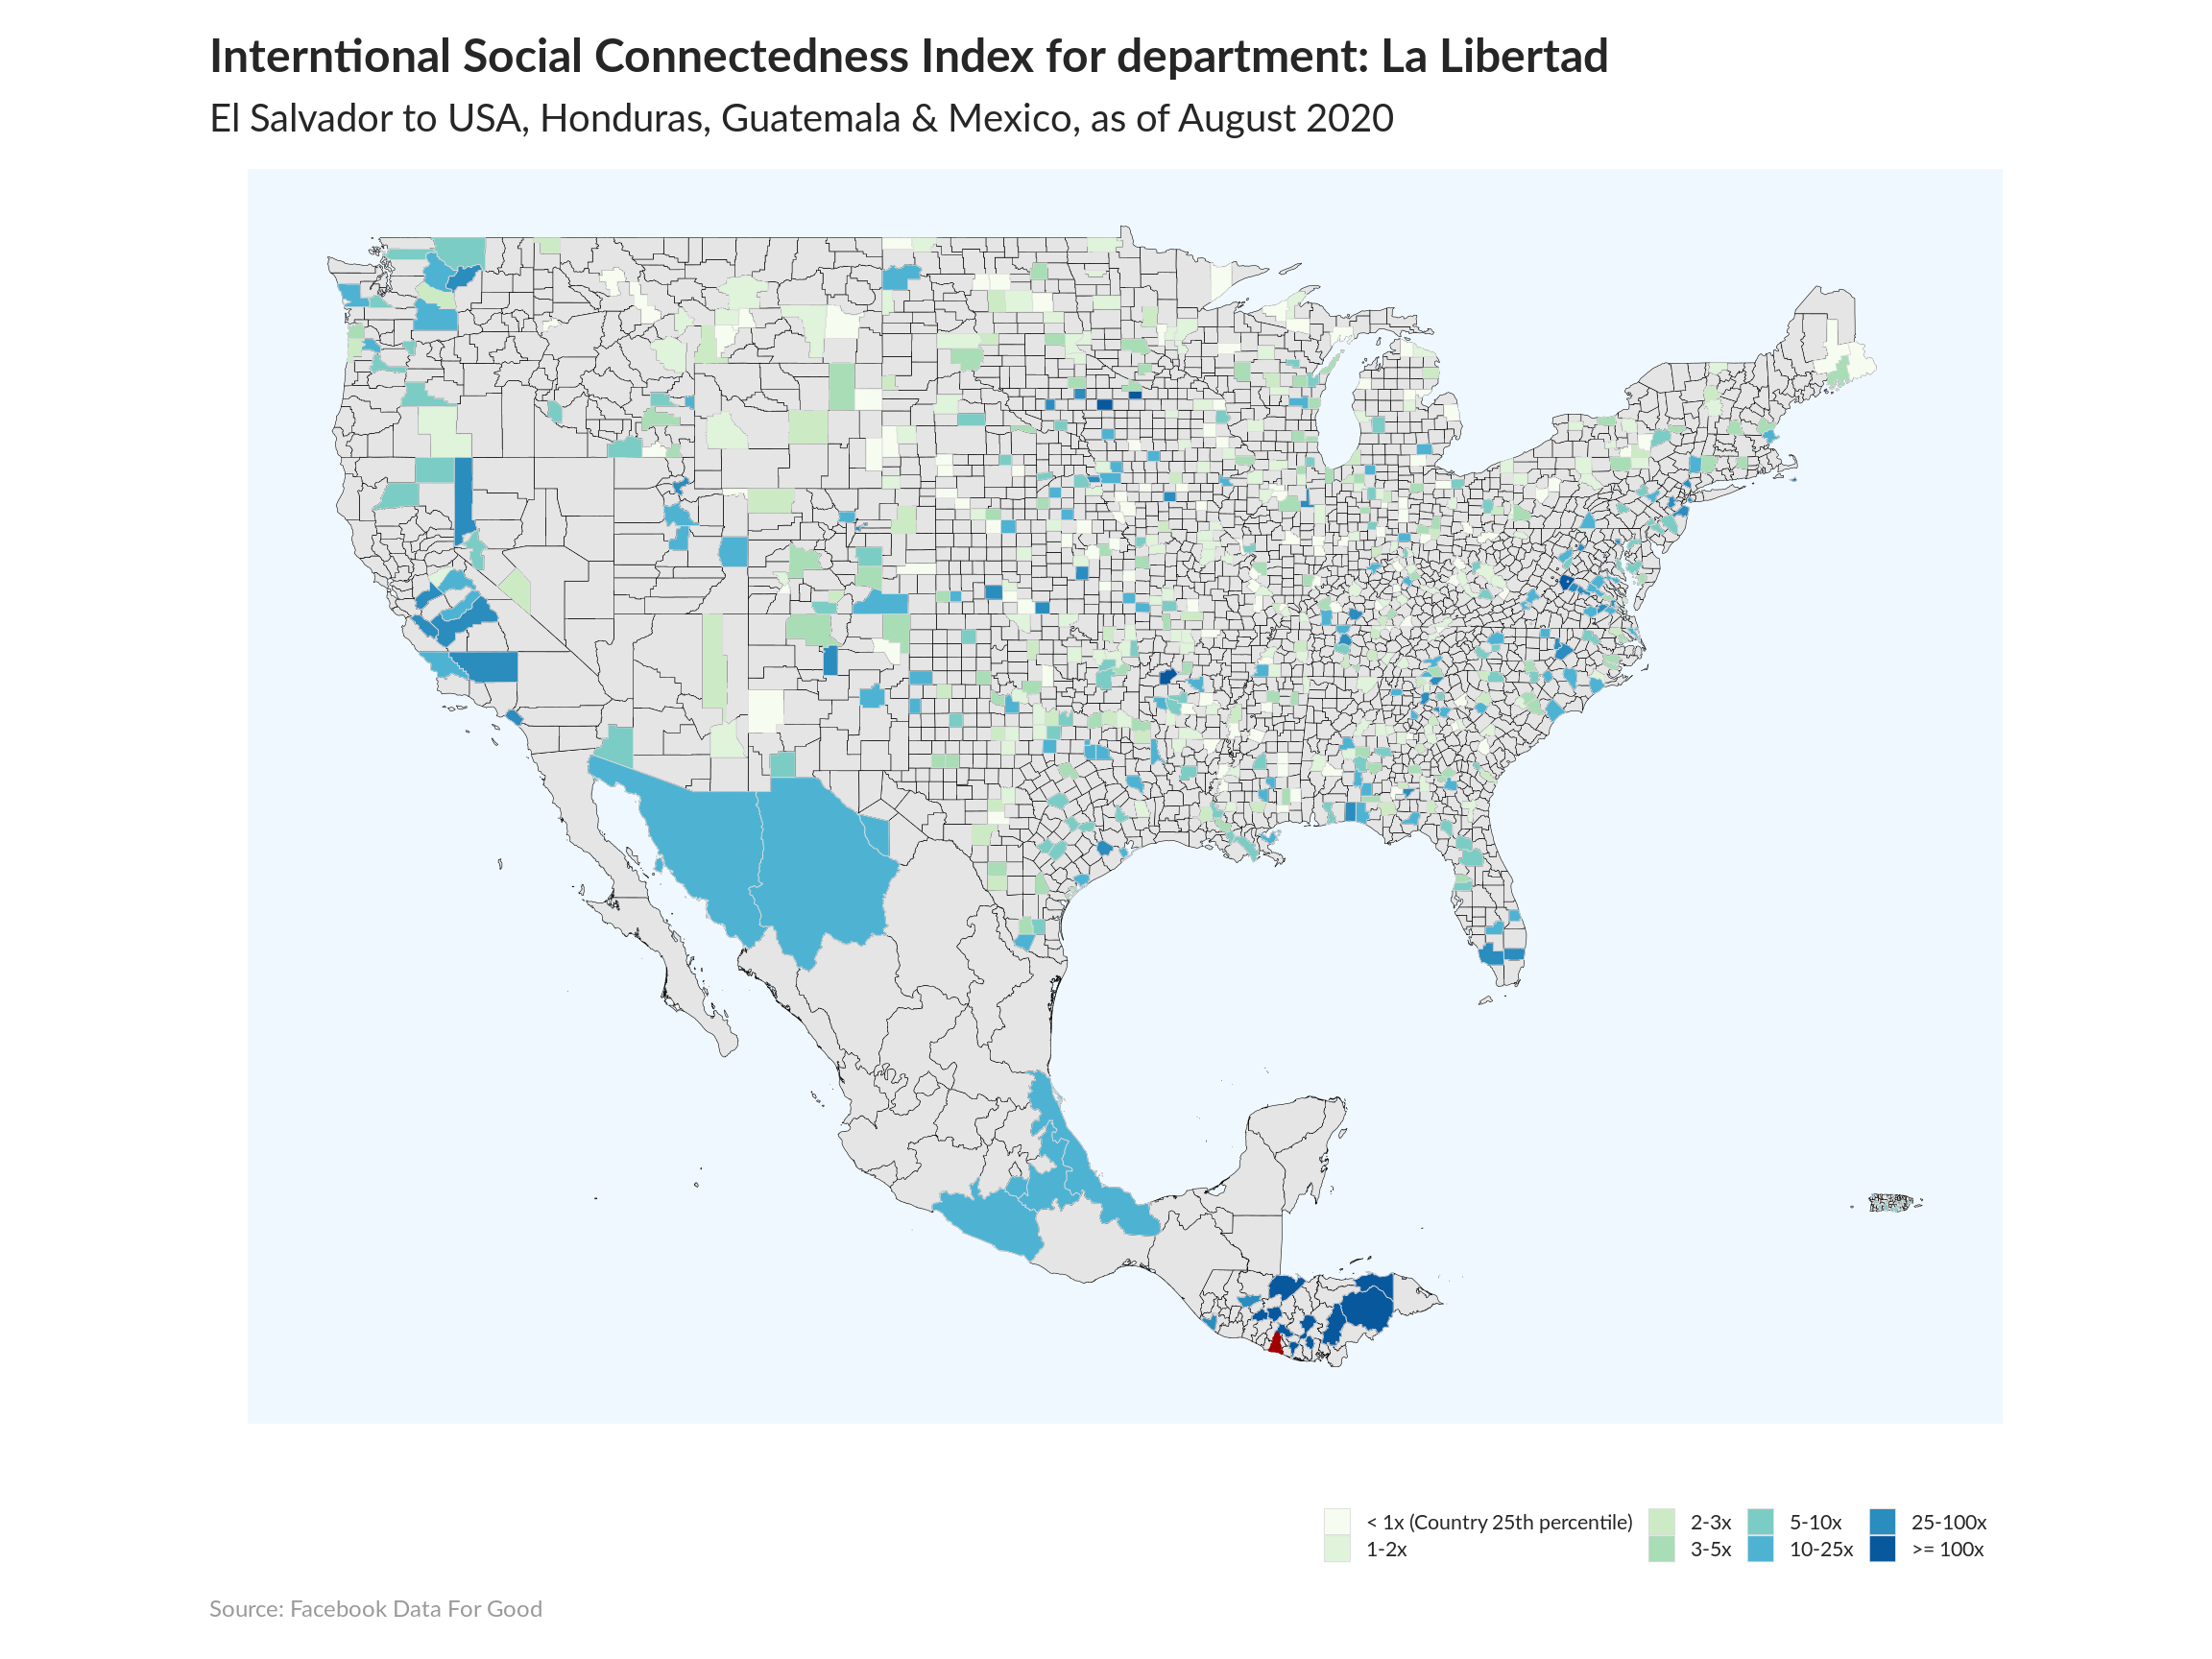 Interntional Social Connectedness Index for department: La Libertad
El Salvador to USA, Honduras, Guatemala & Mexico, as of August 2020
< 1x (Country 25th percentile)
1-2x
2-3x
3-5x
5-10x
10-25x
25-100x
>= 100x
Source: Facebook Data For Good